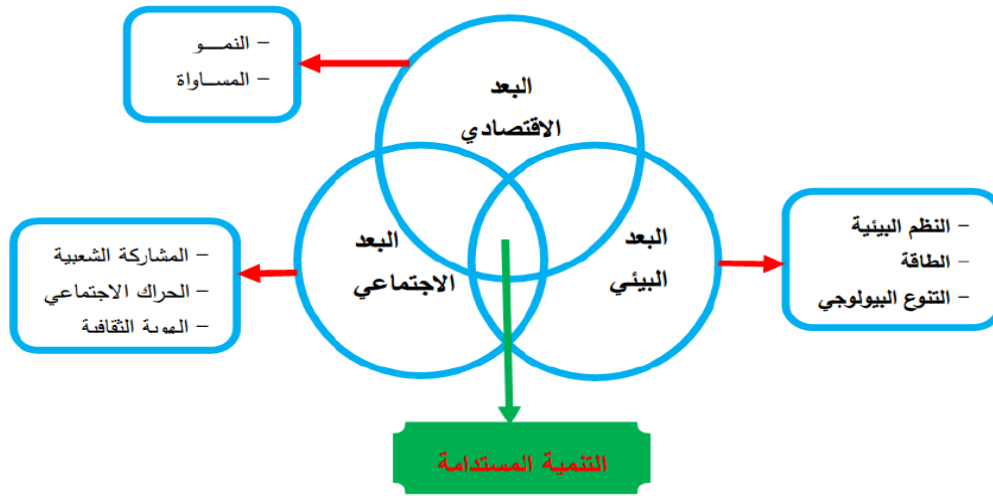 – النمـــو
– المســاواة
البعد
الاقتصادي
البعد
البيئي
البعد
الاجتماعي
– النظم البيئية
– الطاقة
– التنوع البيولوجي
– المشاركة الشعبية
– الحراك الاجتماعي
– الهوية الثقافية
التنمية المستدامة